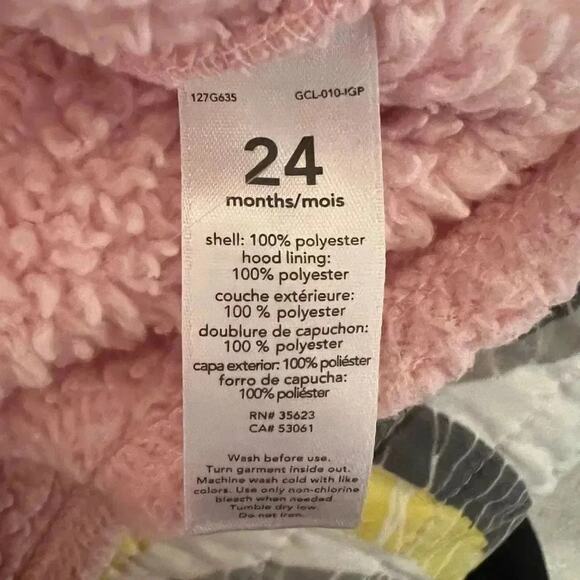 127G635 GCL-010-IGP
24
months/mois
shell: 100% polyester
hood lining:
100% polyester
couche extérieure:
100 % polyester
doublure de capuchon:
100 % polyester
capa exterior: 100% poliéster
forro de capucha:
100% poliéster
RN# 35623
CA# 53061
Wash before use.
Turn garment inside out.
Machine wash cold with like
colors. Use only non-chlorine
bleach when needed.
Tumble dry low.
Do not iron.